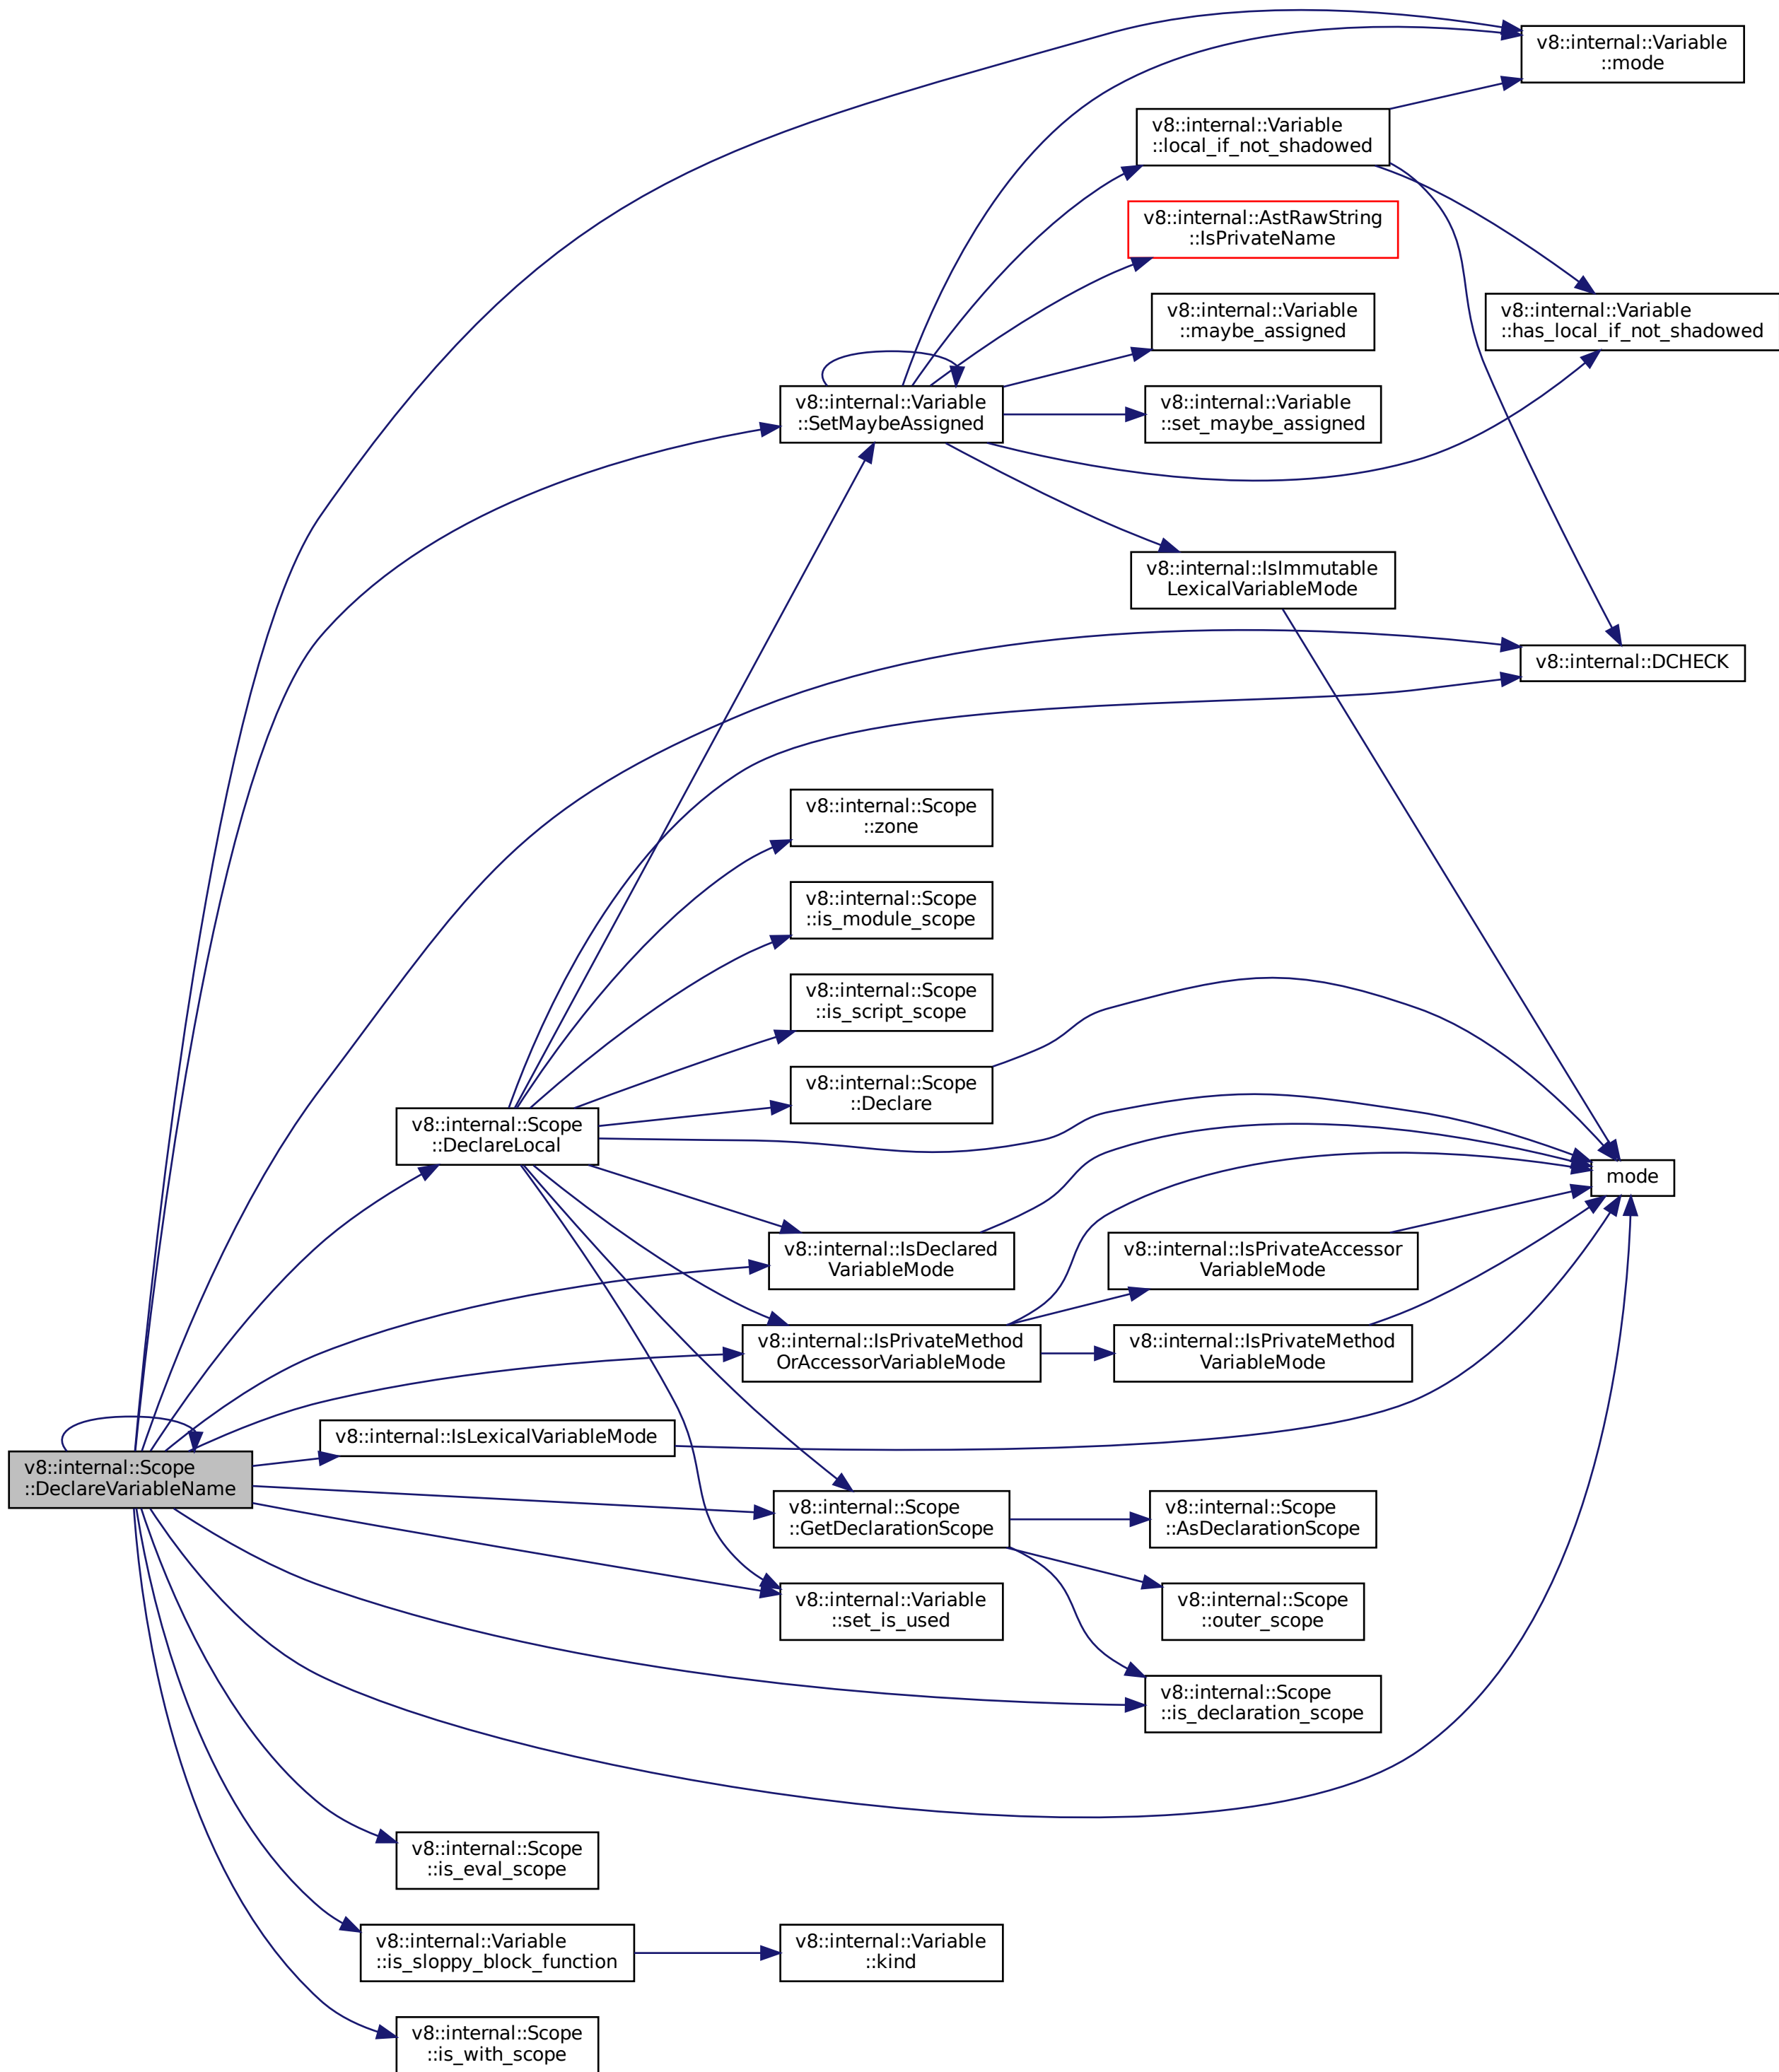 v8::internal::Variable
::mode
v8::internal::Variable
::local_if_not_shadowed
v8::internal::AstRawString
::IsPrivateName
v8::internal::Variable
::maybe_assigned
v8::internal::Variable
::has_local_if_not_shadowed
v8::internal::Variable
::SetMaybeAssigned
v8::internal::Variable
::set_maybe_assigned
v8::internal::IsImmutable
LexicalVariableMode
v8::internal::DCHECK
v8::internal::Scope
::zone
v8::internal::Scope
::is_module_scope
v8::internal::Scope
::is_script_scope
v8::internal::Scope
::Declare
v8::internal::Scope
::DeclareLocal
mode
v8::internal::IsDeclared
VariableMode
v8::internal::IsPrivateAccessor
VariableMode
v8::internal::IsPrivateMethod
OrAccessorVariableMode
v8::internal::IsPrivateMethod
VariableMode
v8::internal::IsLexicalVariableMode
v8::internal::Scope
::DeclareVariableName
v8::internal::Scope
::GetDeclarationScope
v8::internal::Scope
::AsDeclarationScope
v8::internal::Variable
::set_is_used
v8::internal::Scope
::outer_scope
v8::internal::Scope
::is_declaration_scope
v8::internal::Scope
::is_eval_scope
v8::internal::Variable
::is_sloppy_block_function
v8::internal::Variable
::kind
v8::internal::Scope
::is_with_scope